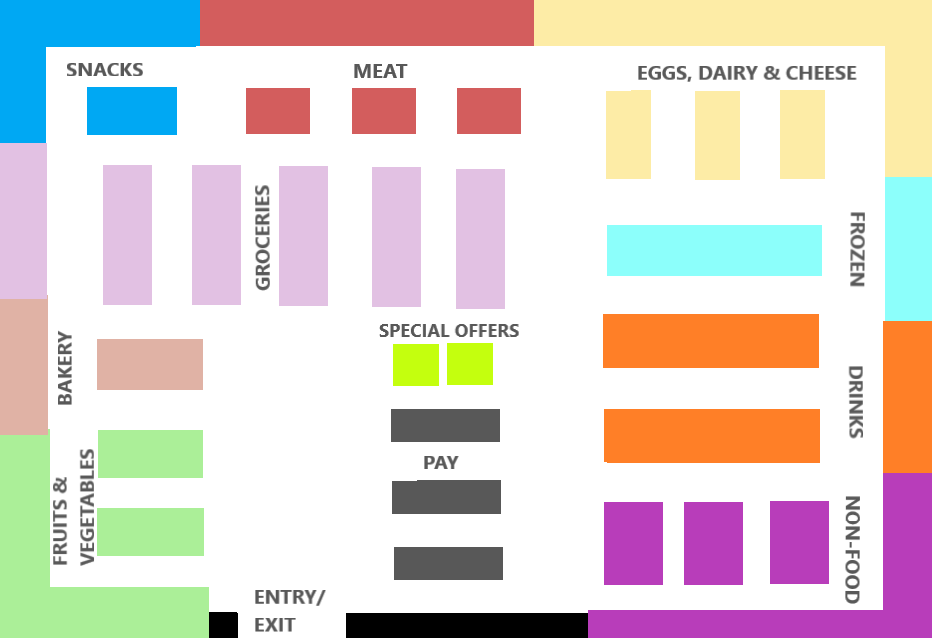 SNACKS
MEAT
EGGS, DAIRY & CHEESE
GROCERIES
FROZEN
SPECIAL OFFERS
BAKERY
DRINKS
PAY
FRUITS &
VEGETABLES
NON-FOOD
ENTRY/
EXIT